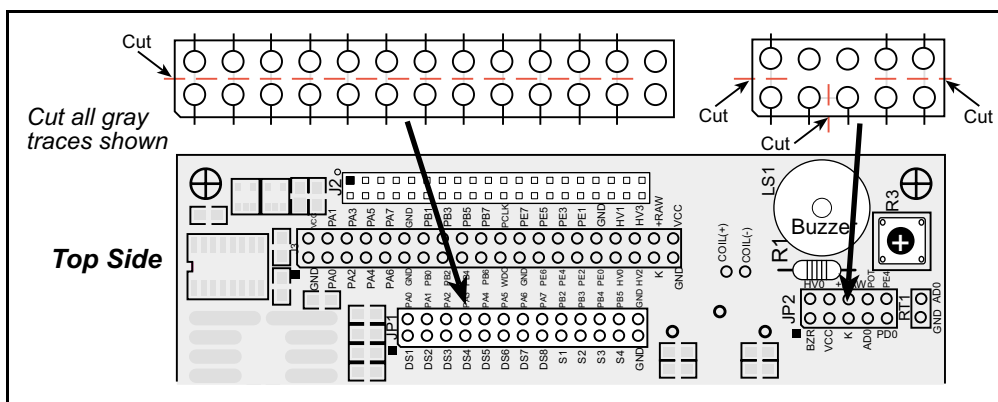 Cut
Cut
Cut
Cut
Cut all gray
traces shown
Top Side
J2
LS1
Buzzer
R3
R1
COIL(+)
COIL(-)
VCC
PA1
PA3
PA5
PA7
GND
PB1
PB3
PB5
PB7
PCLK
PE7
PE5
PE3
PE1
GND
HV1
HV3
+RAW
VCC
GND
PA0
PA2
PA4
PA6
GND
PB0
PB2
PB4
PB6
WDO
GND
PE6
PE4
PE2
PE0
HV0
HV2
K
GND
JP1
PA0
PA1
PA2
PA3
PA4
PA5
PA6
PA7
PB2
PB3
PB4
PB5
GND
DS1
DS2
DS3
DS4
DS5
DS6
DS7
DS8
S1
S2
S3
S4
GND
JP2
HV0
POT
PE4
BZR
VCC
K
AD0
PD0
RT1
GND AD0